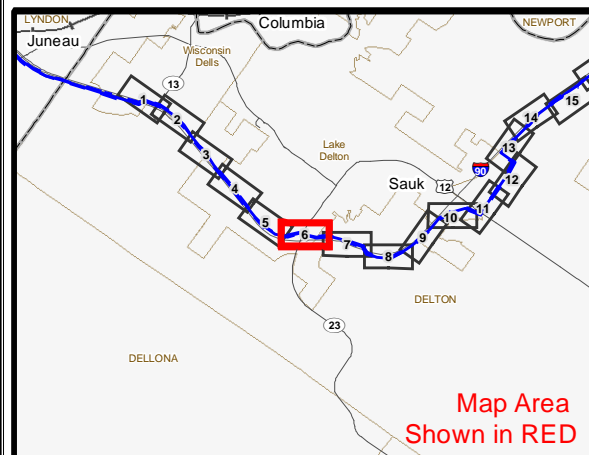 LYNDON
Columbia
NEWPORT
Juneau
Wisconsin
Dells
13
1
2
15
14
3
Lake
Delton
13
90
4
Sauk
12
12
5
11
10
6
9
7
8
DELTON
23
DELLONA
Map Area
Shown in RED